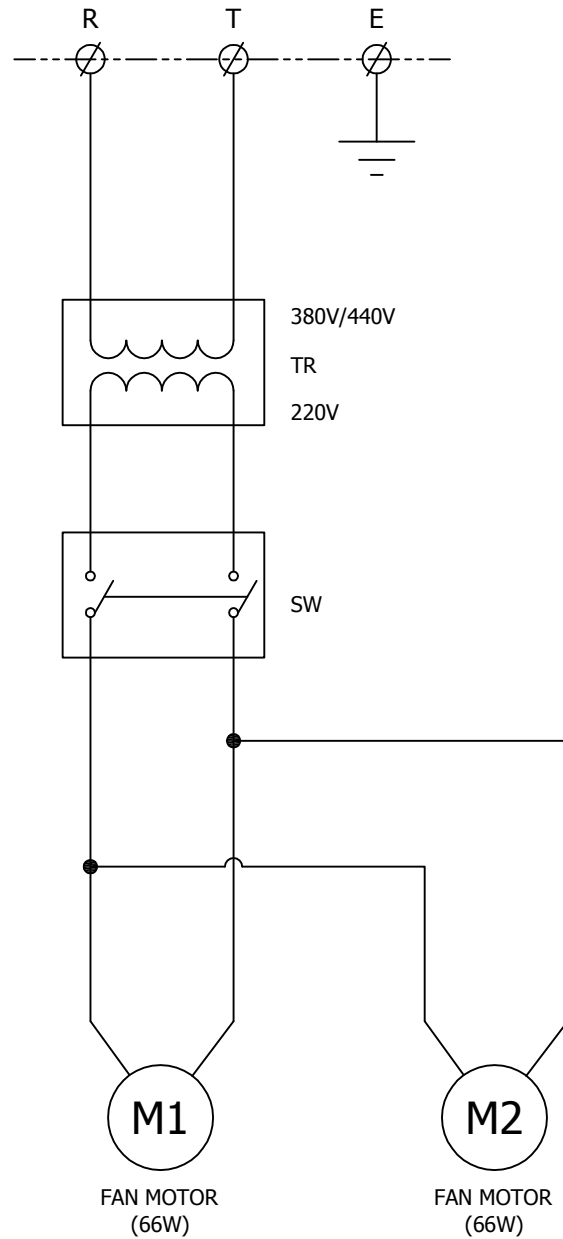 R T E
380V/440V
TR
220V
SW
M1 M2
FAN MOTOR FAN MOTOR
(66W) (66W)